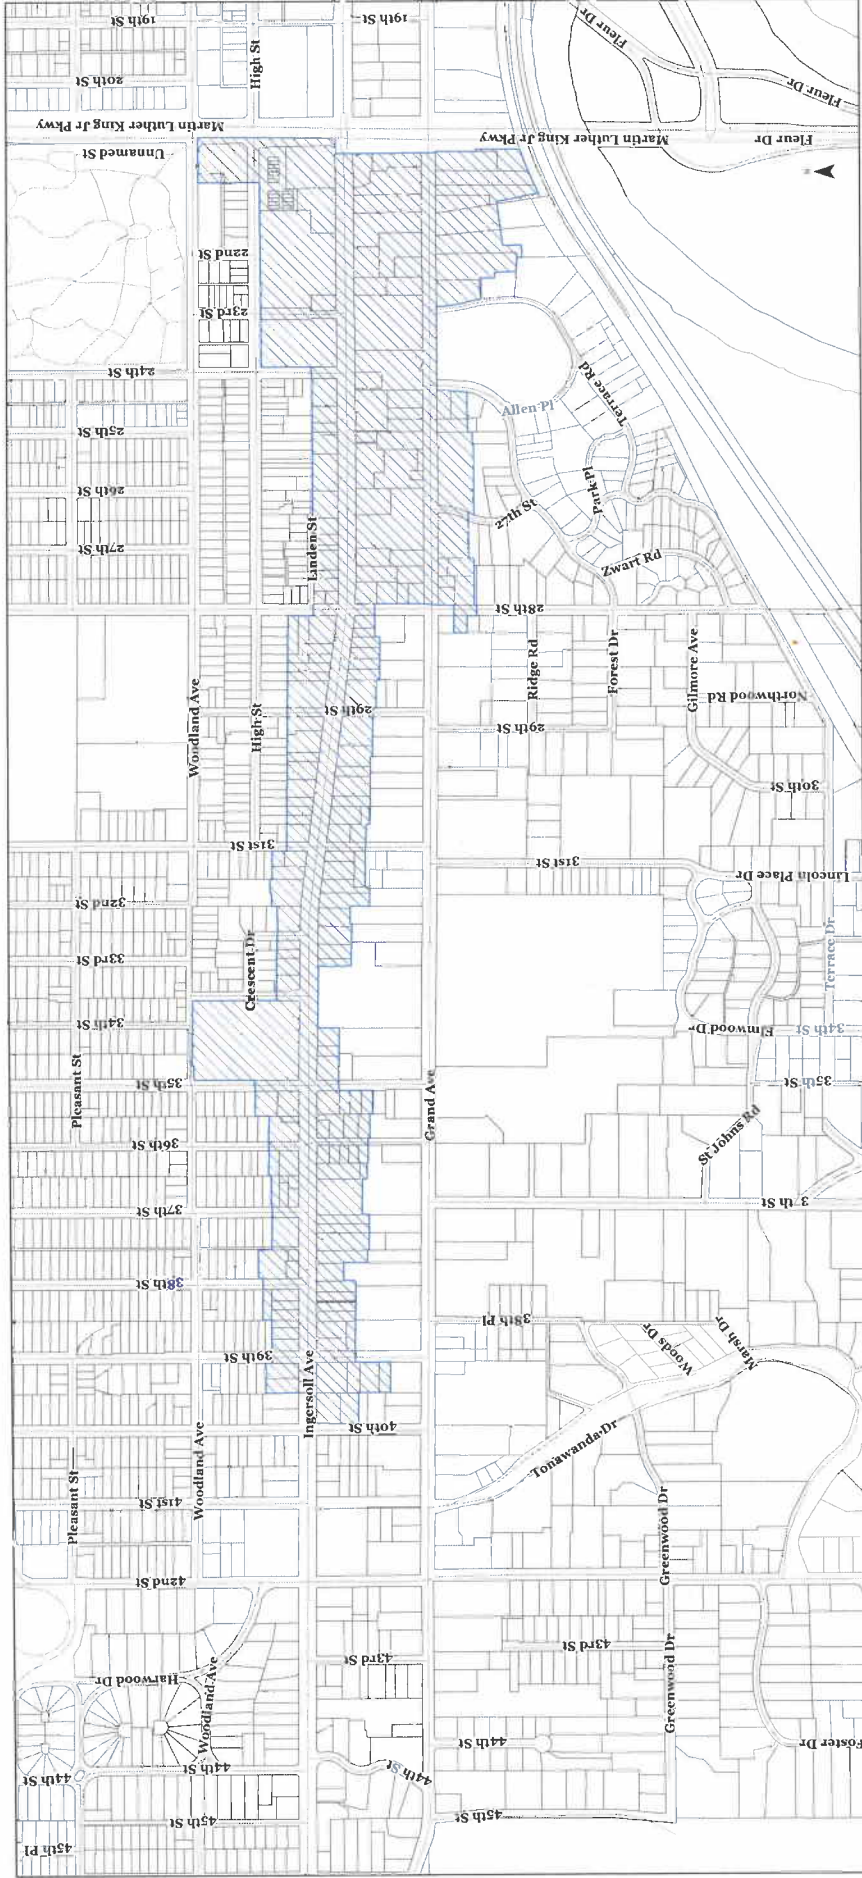 19th St
19th St
High St
20th St
Fleur Dr
Fleur Dr
Martin Luther King Jr Pkwy
Martin Luther King Jr Pkwy
Fleur Dr
Unnamed St
22nd St
23rd St
24th St
25th St
26th St
27th St
Linden St
Allen Pl
Terrace Rd
Park Pl
27th St
Zwart Rd
28th St
Ridge Rd
Forest Dr
Gilmore Ave
Northwood Rd
Woodland Ave
High St
29th St
29th St
30th St
31st St
31st St
Lincoln Place Dr
32nd St
33rd St
Crescent Dr
Terrace Dr
34th St
Elmwood Dr
34th St
Pleasant St
35th St
35th St
Grand Ave
36th St
St Johns Rd
37th St
37th St
38th St
38th Pl
Woods Dr
Marsh Dr
39th St
Ingersoll Ave
40th St
Tonawanda Dr
Pleasant St
Woodland Ave
41st St
Greenwood Dr
42nd St
43rd St
43rd St
Greenwood Dr
Harwood Dr
Woodland Ave
44th St
44th St
44th St
44th St
Foster Dr
45th St
45th St
45th Pl